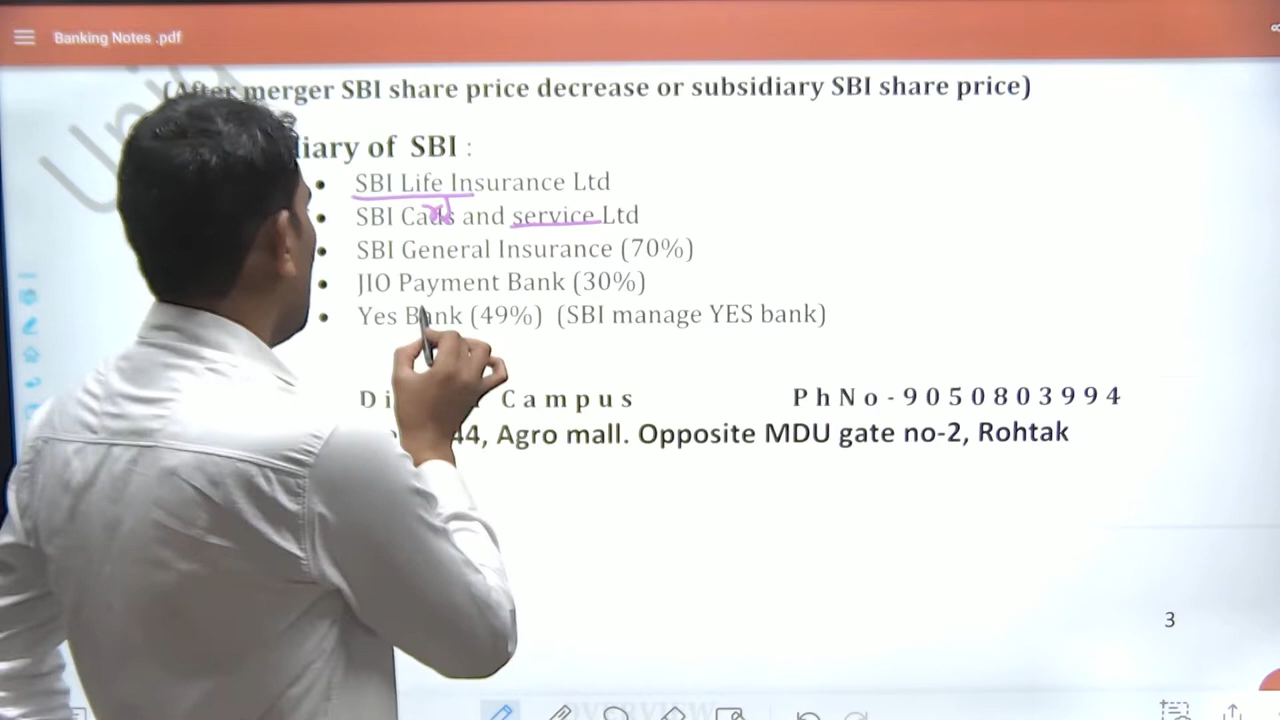 Banking Notes .pdf
(After merger SBI share price decrease or subsidiary SBI share price)
iary of SBI :
• SBI Life Insurance Ltd
• SBI Cads and service Ltd
• SBI General Insurance (70%)
• JIO Payment Bank (30%)
• Yes Bank (49%) (SBI manage YES bank)
Campus PhNo-9050803994
44, Agro mall. Opposite MDU gate no-2, Rohtak
3
OVERVIEW